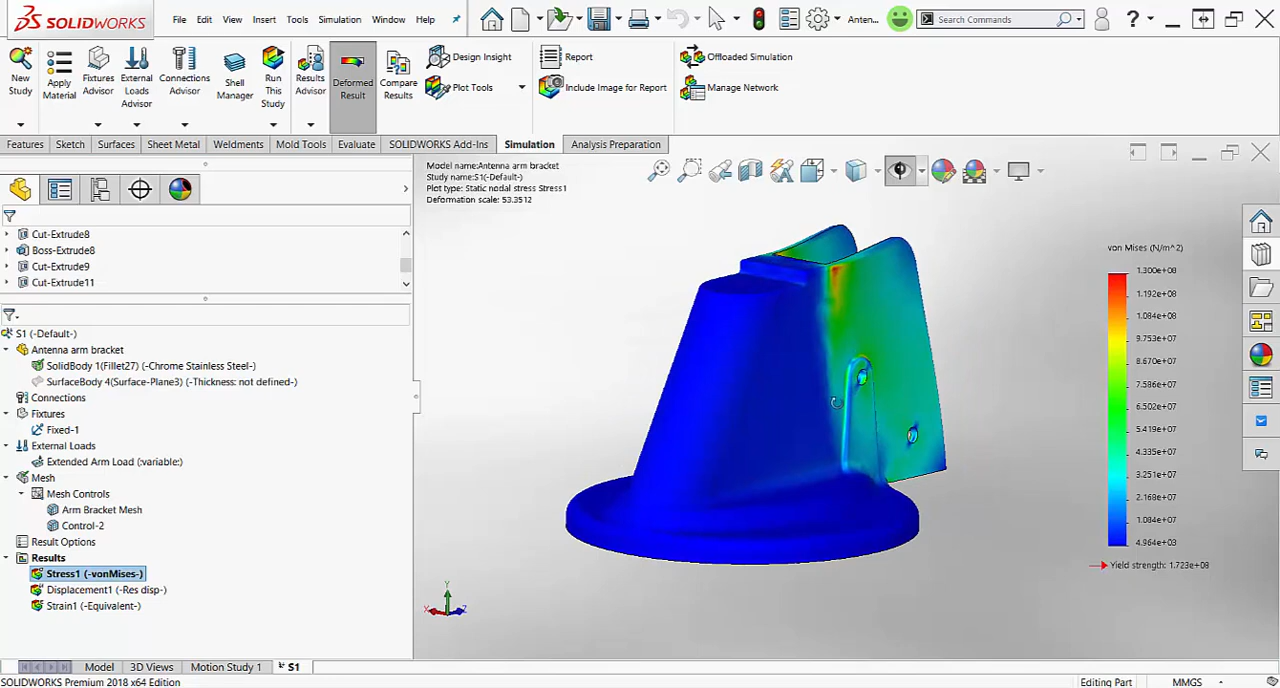 SOLIDWORKS
File Edit View Insert Tools Simulation Window Help
Anten...
Search Commands
New Study
Apply Material
Fixtures Advisor
External Loads Advisor
Connections Advisor
Shell Manager
Run This Study
Results Advisor
Deformed Result
Compare Results
Design Insight
Plot Tools
Report
Include Image for Report
Offloaded Simulation
Manage Network
Features Sketch Surfaces Sheet Metal Weldments Mold Tools Evaluate SOLIDWORKS Add-Ins Simulation Analysis Preparation
Cut-Extrude8
Boss-Extrude8
Cut-Extrude9
Cut-Extrude11
S1 (-Default-)
Antenna arm bracket
SolidBody 1(Fillet27) (-Chrome Stainless Steel-)
SurfaceBody 4(Surface-Plane3) (-Thickness: not defined-)
Connections
Fixtures
Fixed-1
External Loads
Extended Arm Load (:variable:)
Mesh
Mesh Controls
Arm Bracket Mesh
Control-2
Result Options
Results
Stress1 (-vonMises-)
Displacement1 (-Res disp-)
Strain1 (-Equivalent-)
Model name:Antenna arm bracket
Study name:S1(-Default-)
Plot type: Static nodal stress Stress1
Deformation scale: 53.3512
von Mises (N/m^2)
1.300e+08
1.192e+08
1.084e+08
9.753e+07
8.670e+07
7.586e+07
6.502e+07
5.419e+07
4.335e+07
3.251e+07
2.168e+07
1.084e+07
4.964e+03
Yield strength: 1.723e+08
Y
X
Z
Model 3D Views Motion Study 1 S1
SOLIDWORKS Premium 2018 x64 Edition
Editing Part
MMGS